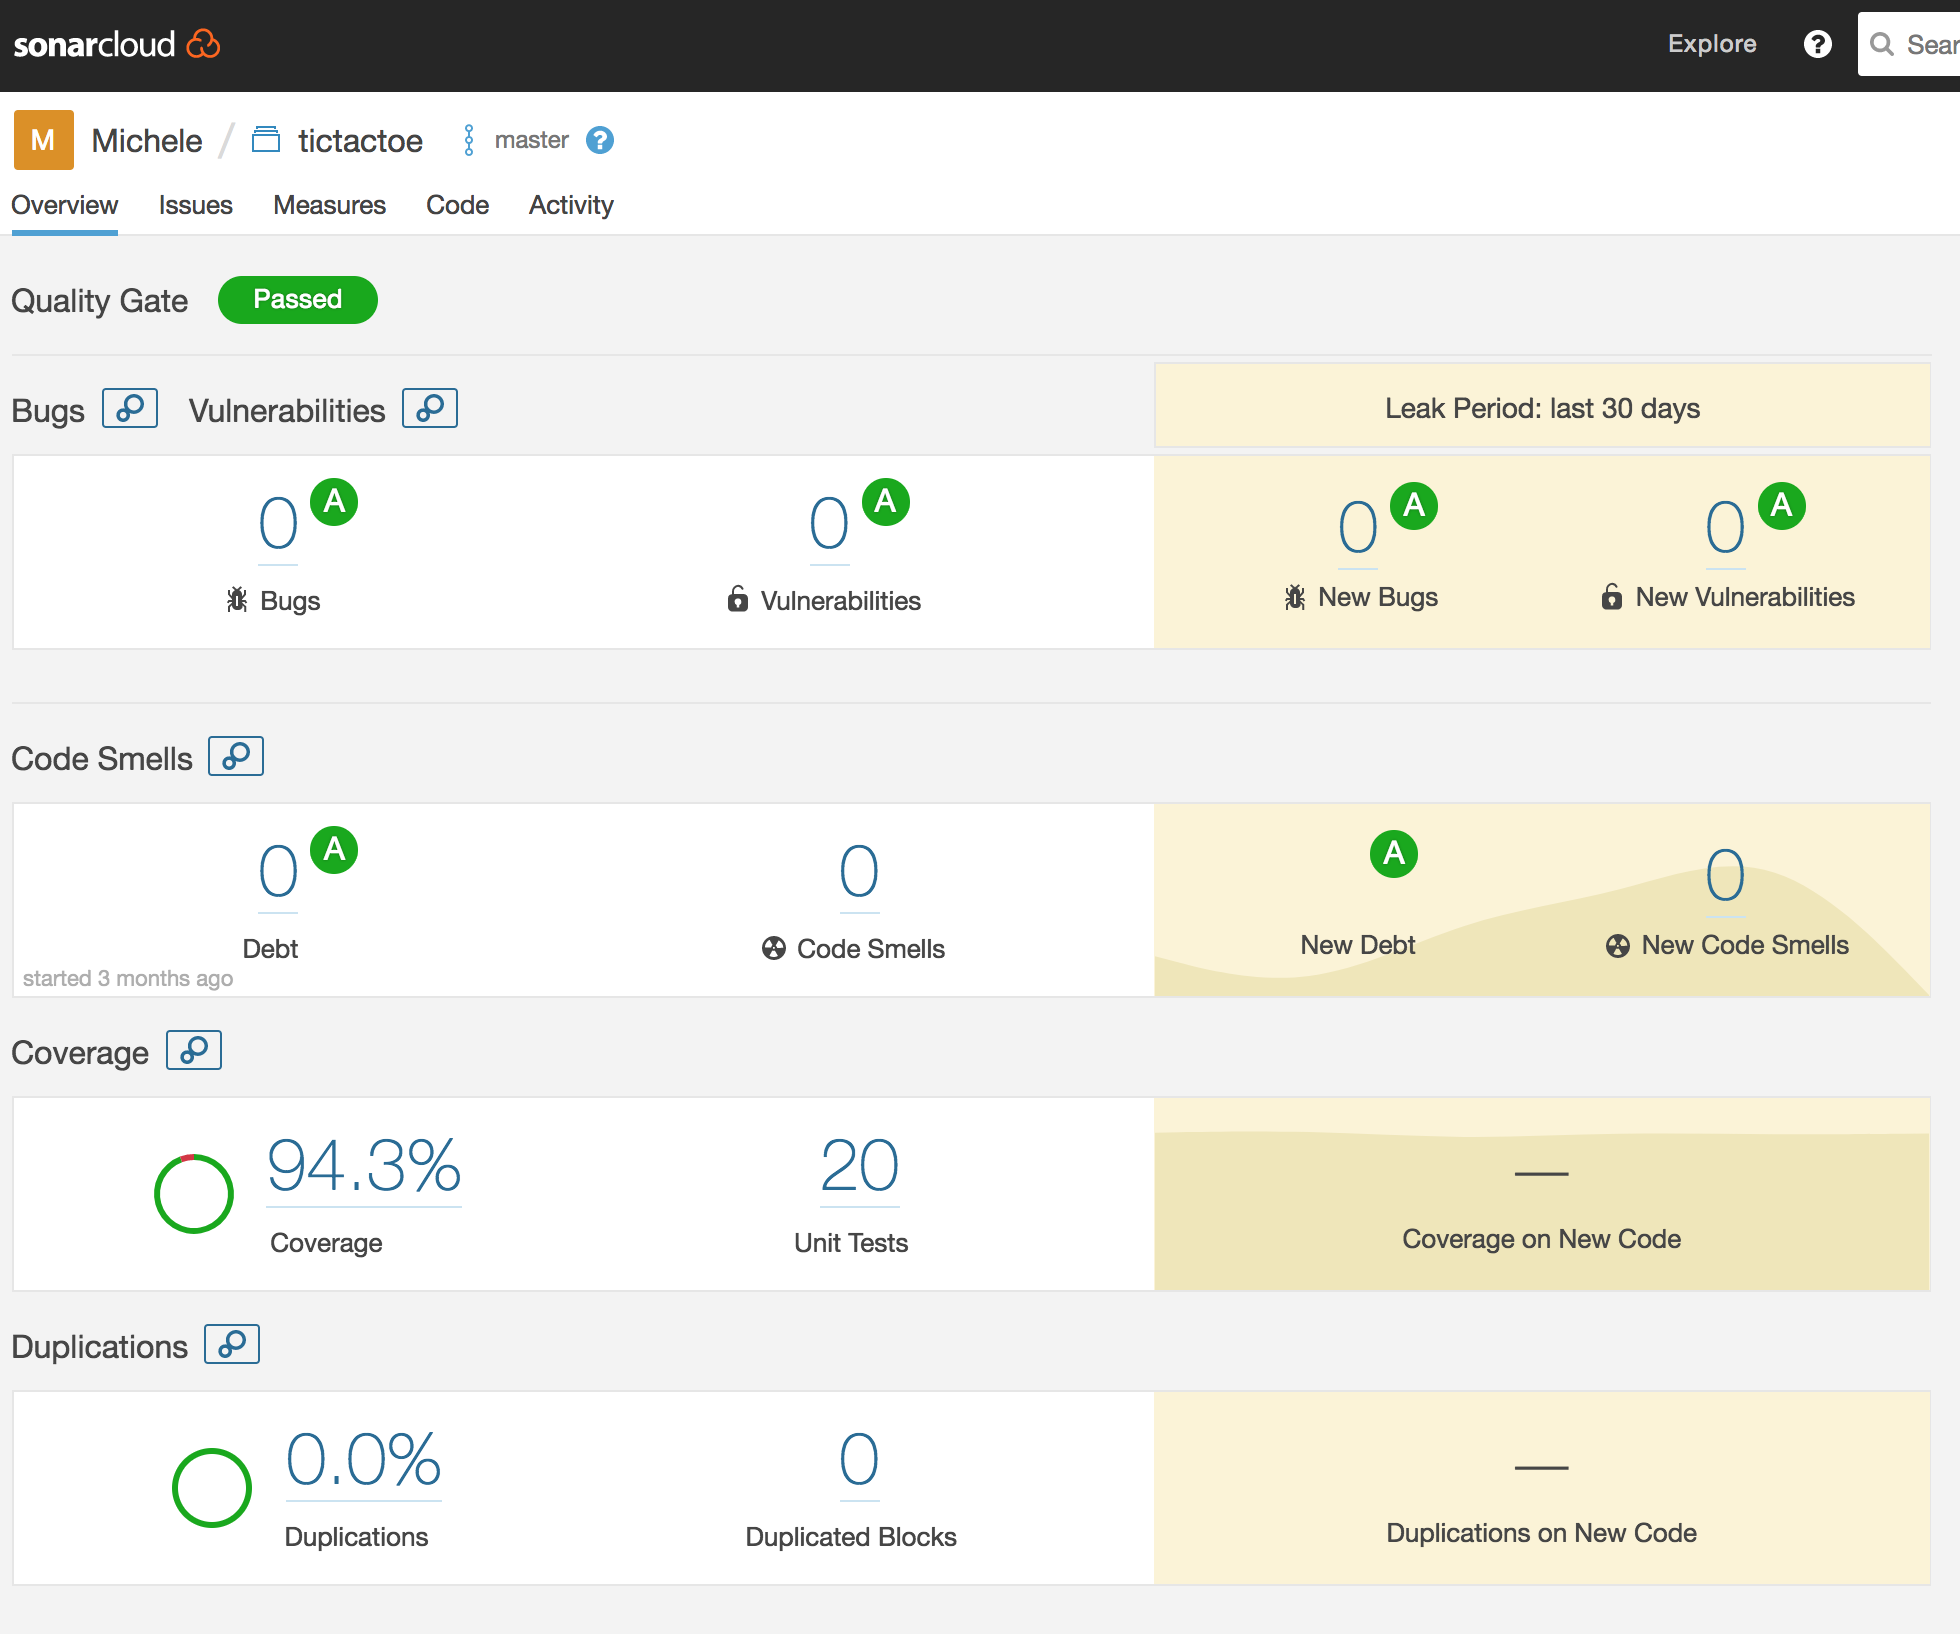 sonarcloud Explore ? Sear
M Michele / tictactoe master ?
Overview Issues Measures Code Activity
Quality Gate Passed
Bugs Vulnerabilities Leak Period: last 30 days
0 A 0 A 0 A 0 A
Bugs Vulnerabilities New Bugs New Vulnerabilities
Code Smells
0 A 0 A 0
Debt Code Smells New Debt New Code Smells
started 3 months ago
Coverage
94.3% 20 —
Coverage Unit Tests Coverage on New Code
Duplications
0.0% 0 —
Duplications Duplicated Blocks Duplications on New Code